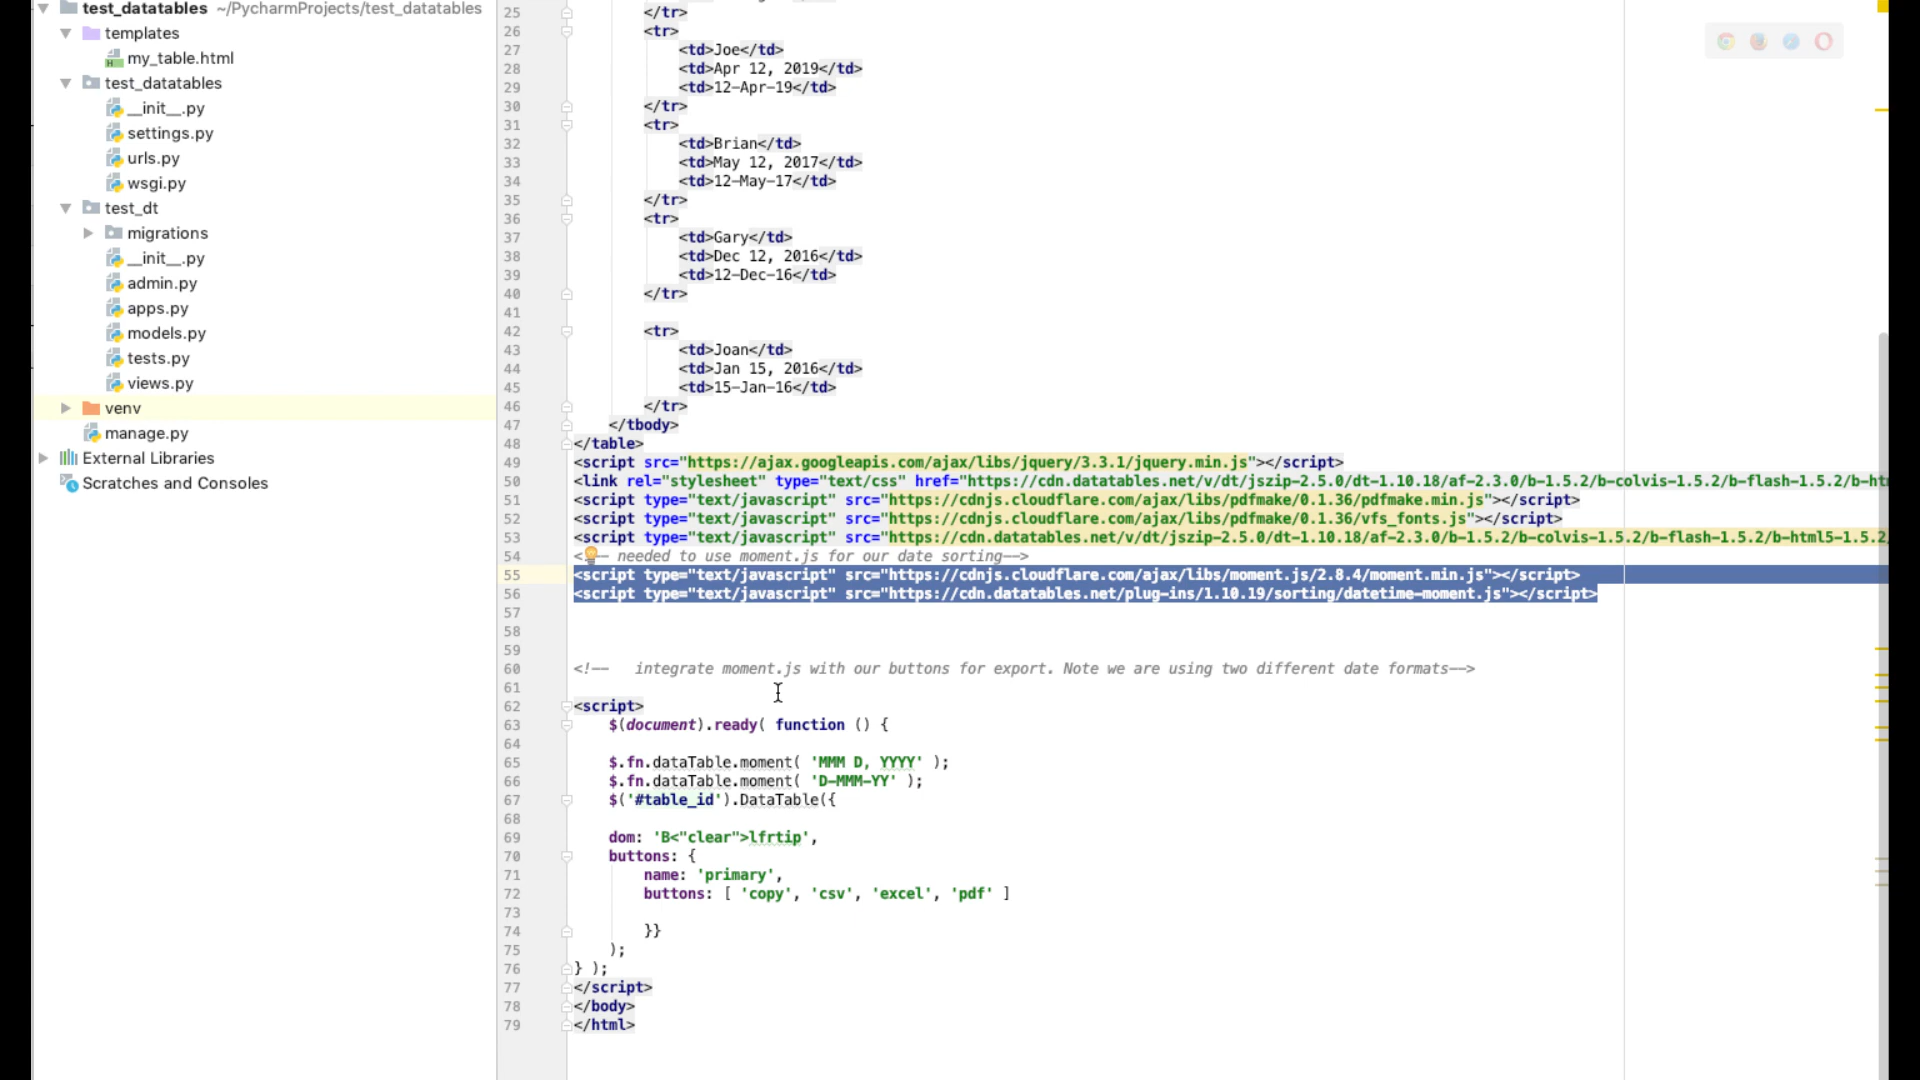 test_datatables ~/PycharmProjects/test_datatables
templates
my_table.html
test_datatables
__init__.py
settings.py
urls.py
wsgi.py
test_dt
migrations
__init__.py
admin.py
apps.py
models.py
tests.py
views.py
venv
manage.py
External Libraries
Scratches and Consoles
25 </tr>
26 <tr>
27 <td>Joe</td>
28 <td>Apr 12, 2019</td>
29 <td>12-Apr-19</td>
30 </tr>
31 <tr>
32 <td>Brian</td>
33 <td>May 12, 2017</td>
34 <td>12-May-17</td>
35 </tr>
36 <tr>
37 <td>Gary</td>
38 <td>Dec 12, 2016</td>
39 <td>12-Dec-16</td>
40 </tr>
41
42 <tr>
43 <td>Joan</td>
44 <td>Jan 15, 2016</td>
45 <td>15-Jan-16</td>
46 </tr>
47 </tbody>
48 </table>
49 <script src="https://ajax.googleapis.com/ajax/libs/jquery/3.3.1/jquery.min.js"></script>
50 <link rel="stylesheet" type="text/css" href="https://cdn.datatables.net/v/dt/jszip-2.5.0/dt-1.10.18/af-2.3.0/b-1.5.2/b-colvis-1.5.2/b-flash-1.5.2/b-ht
51 <script type="text/javascript" src="https://cdnjs.cloudflare.com/ajax/libs/pdfmake/0.1.36/pdfmake.min.js"></script>
52 <script type="text/javascript" src="https://cdnjs.cloudflare.com/ajax/libs/pdfmake/0.1.36/vfs_fonts.js"></script>
53 <script type="text/javascript" src="https://cdn.datatables.net/v/dt/jszip-2.5.0/dt-1.10.18/af-2.3.0/b-1.5.2/b-colvis-1.5.2/b-flash-1.5.2/b-html5-1.5.2/
54 <!-- needed to use moment.js for our date sorting-->
55 <script type="text/javascript" src="https://cdnjs.cloudflare.com/ajax/libs/moment.js/2.8.4/moment.min.js"></script>
56 <script type="text/javascript" src="https://cdn.datatables.net/plug-ins/1.10.19/sorting/datetime-moment.js"></script>
57
58
59
60 <!-- integrate moment.js with our buttons for export. Note we are using two different date formats-->
61
62 <script>
63 $(document).ready( function () {
64
65 $.fn.dataTable.moment( 'MMM D, YYYY' );
66 $.fn.dataTable.moment( 'D-MMM-YY' );
67 $('#table_id').DataTable({
68
69 dom: 'B<"clear">lfrtip',
70 buttons: {
71 name: 'primary',
72 buttons: [ 'copy', 'csv', 'excel', 'pdf' ]
73
74 }}
75 );
76 } );
77 </script>
78 </body>
79 </html>